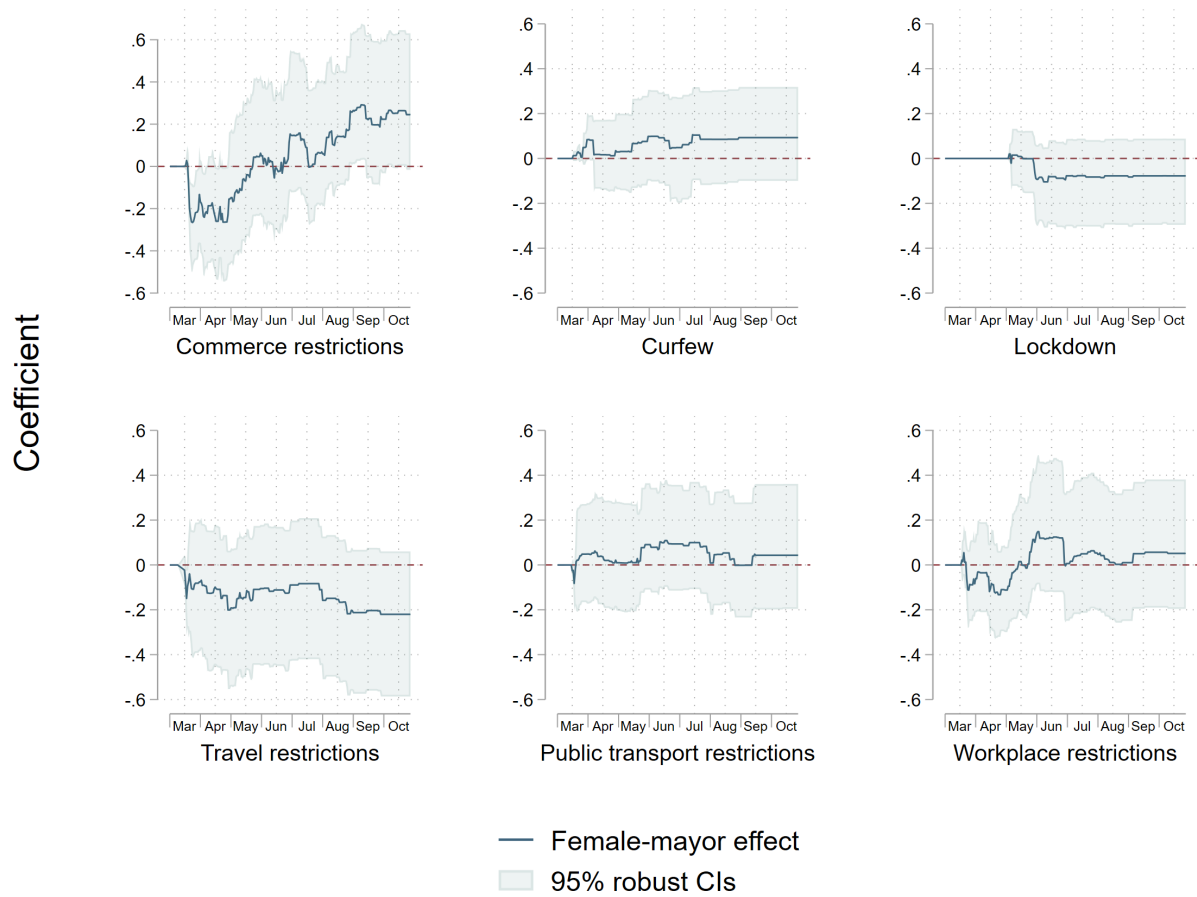 Coefficient
.6
.4
.2
0
-.2
-.4
-.6
Mar Apr May Jun Jul Aug Sep Oct
Commerce restrictions
.6
.4
.2
0
-.2
-.4
-.6
Mar Apr May Jun Jul Aug Sep Oct
Curfew
.6
.4
.2
0
-.2
-.4
-.6
Mar Apr May Jun Jul Aug Sep Oct
Lockdown
.6
.4
.2
0
-.2
-.4
-.6
Mar Apr May Jun Jul Aug Sep Oct
Travel restrictions
.6
.4
.2
0
-.2
-.4
-.6
Mar Apr May Jun Jul Aug Sep Oct
Public transport restrictions
.6
.4
.2
0
-.2
-.4
-.6
Mar Apr May Jun Jul Aug Sep Oct
Workplace restrictions
Female-mayor effect
95% robust CIs